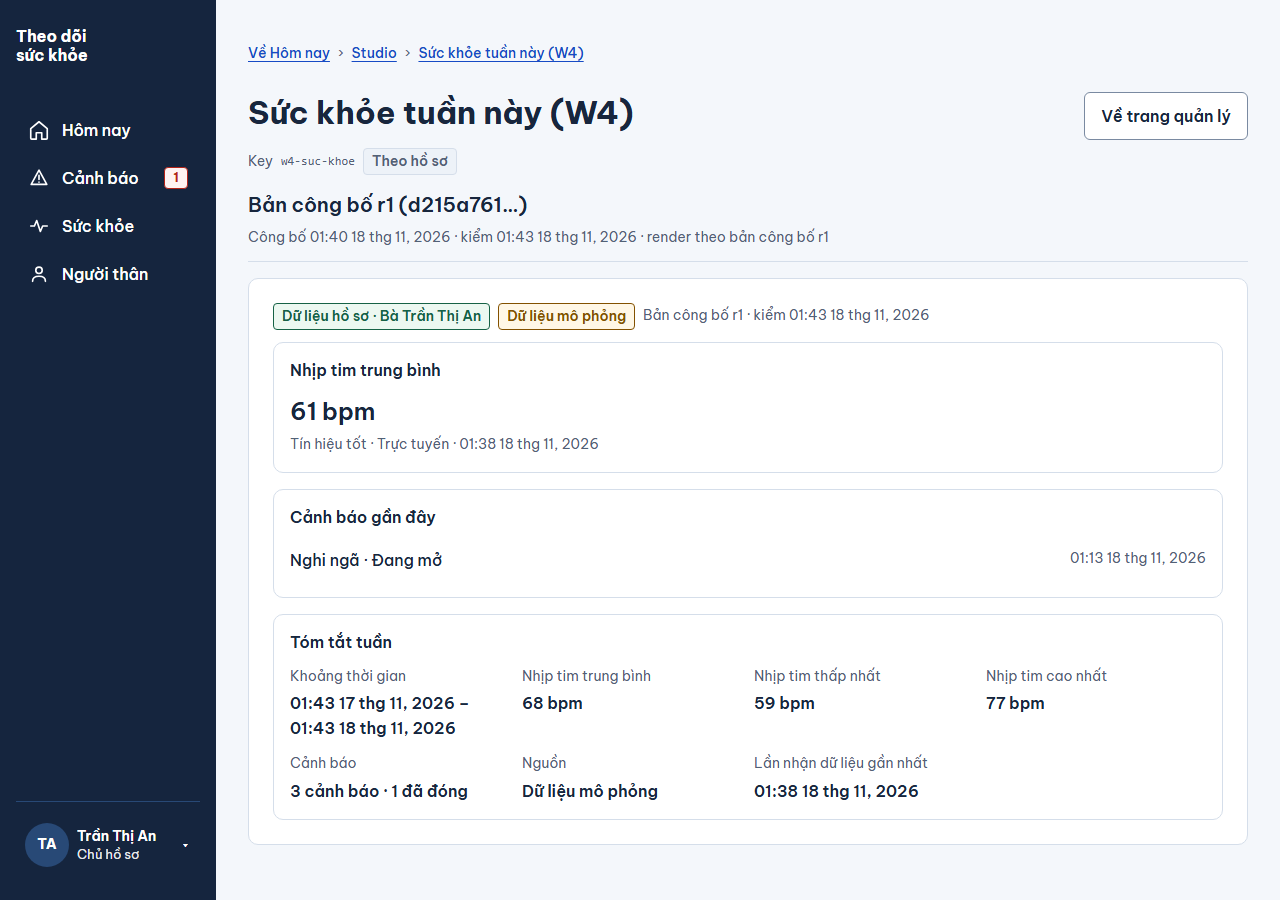 Theo dõi
sức khỏe
Hôm nay
Cảnh báo 1
Sức khỏe
Người thân
Trần Thị An
TA
Chủ hồ sơ
Về Hôm nay › Studio › Sức khỏe tuần này (W4)
Sức khỏe tuần này (W4)
Về trang quản lý
Key w4-suc-khoe Theo hồ sơ
Bản công bố r1 (d215a761…)
Công bố 01:40 18 thg 11, 2026 · kiểm 01:43 18 thg 11, 2026 · render theo bản công bố r1
Dữ liệu hồ sơ · Bà Trần Thị An Dữ liệu mô phỏng Bản công bố r1 · kiểm 01:43 18 thg 11, 2026
Nhịp tim trung bình
61 bpm
Tín hiệu tốt · Trực tuyến · 01:38 18 thg 11, 2026
Cảnh báo gần đây
Nghi ngã · Đang mở 01:13 18 thg 11, 2026
Tóm tắt tuần
Khoảng thời gian Nhịp tim trung bình Nhịp tim thấp nhất Nhịp tim cao nhất
01:43 17 thg 11, 2026 – 68 bpm 59 bpm 77 bpm
01:43 18 thg 11, 2026
Cảnh báo Nguồn Lần nhận dữ liệu gần nhất
3 cảnh báo · 1 đã đóng Dữ liệu mô phỏng 01:38 18 thg 11, 2026